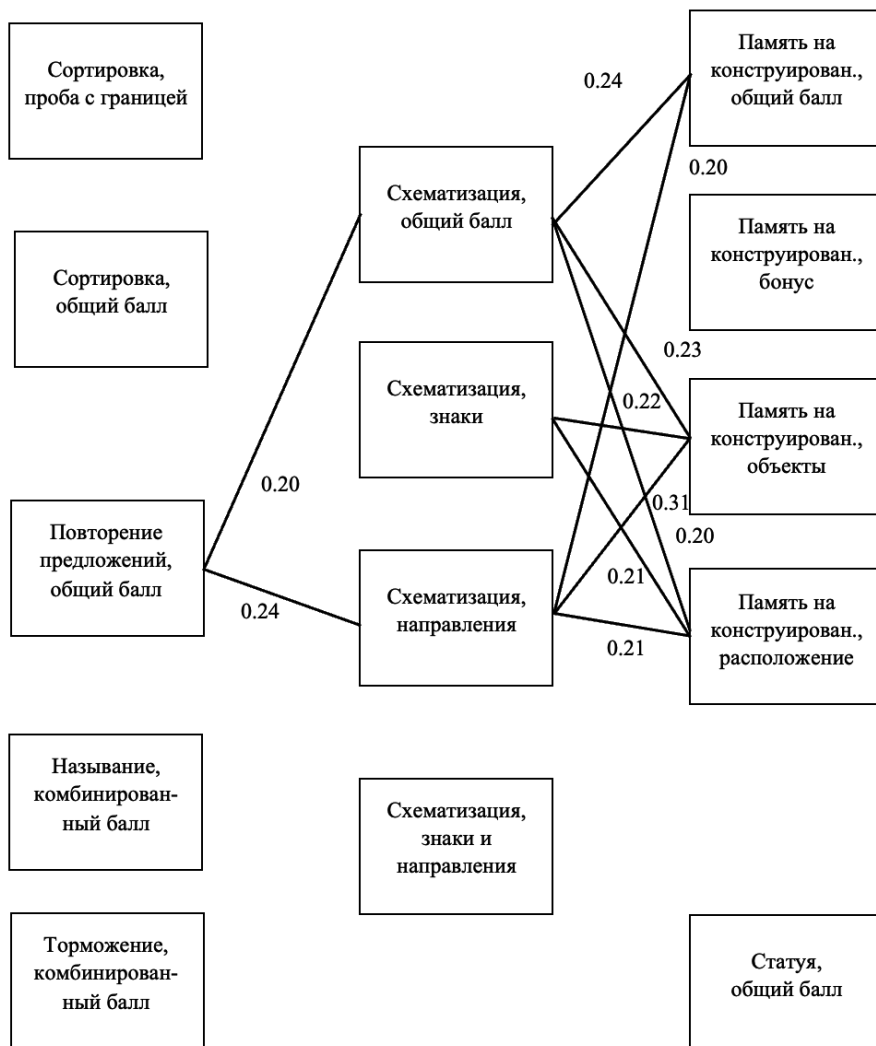 Сортировка,
проба с границей
Сортировка,
общий балл
Повторение
предложений,
общий балл
Называние,
комбинирован-
ный балл
Торможение,
комбинирован-
ный балл
0.20
0.24
Схематизация,
общий балл
Схематизация,
знаки
Схематизация,
направления
Схематизация,
знаки и
направления
0.24
0.20
0.23
0.22
0.31
0.20
0.21
0.21
Память на
конструирован.,
общий балл
Память на
конструирован.,
бонус
Память на
конструирован.,
объекты
Память на
конструирован.,
расположение
Статуя,
общий балл